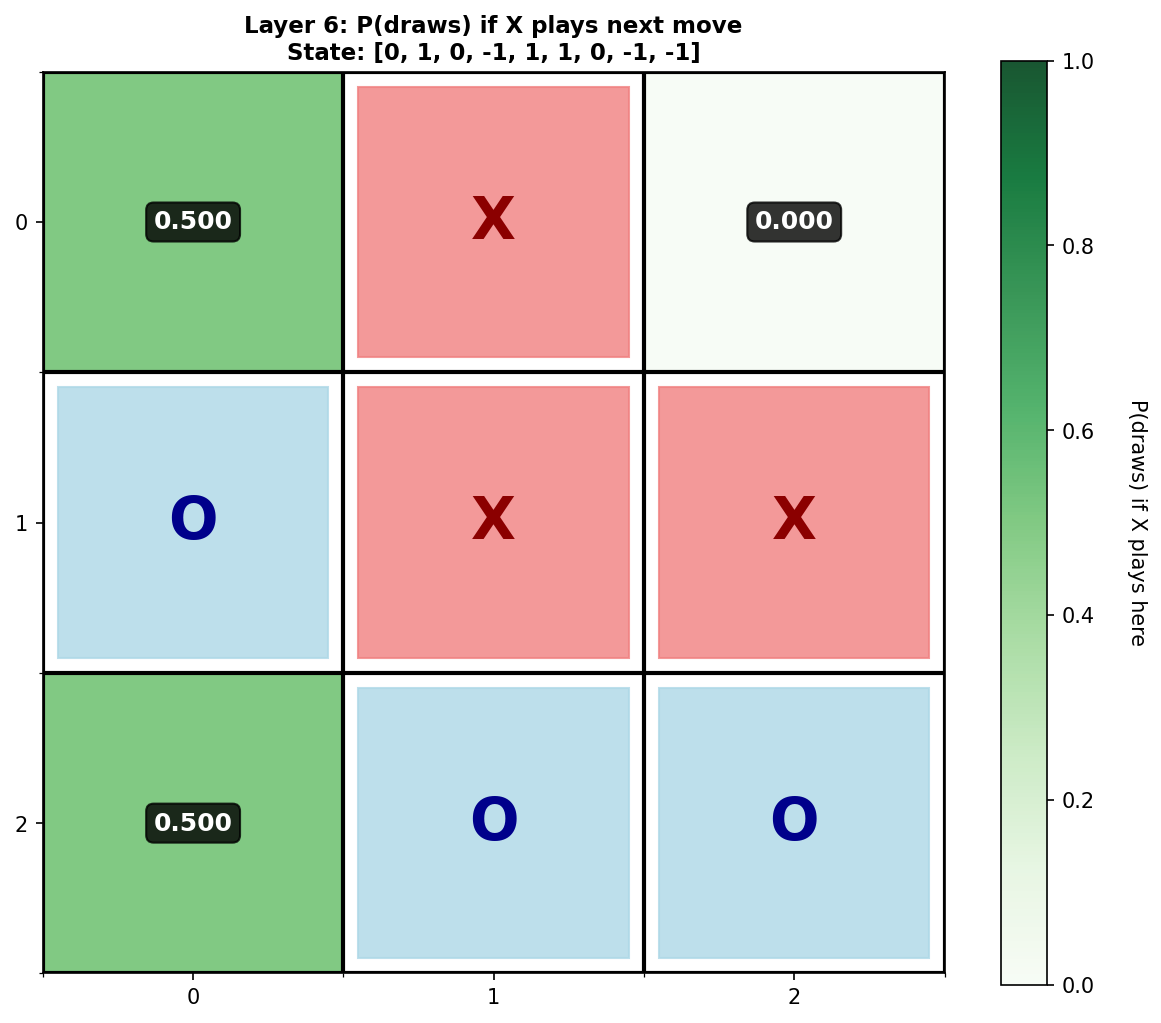 Layer 6: P(draws) if X plays next move
State: [0, 1, 0, -1, 1, 1, 0, -1, -1]
0
0.500
X
0.000
1
O
X
X
2
0.500
O
O
0
1
2
1.0
0.8
0.6
0.4
0.2
0.0
P(draws) if X plays here